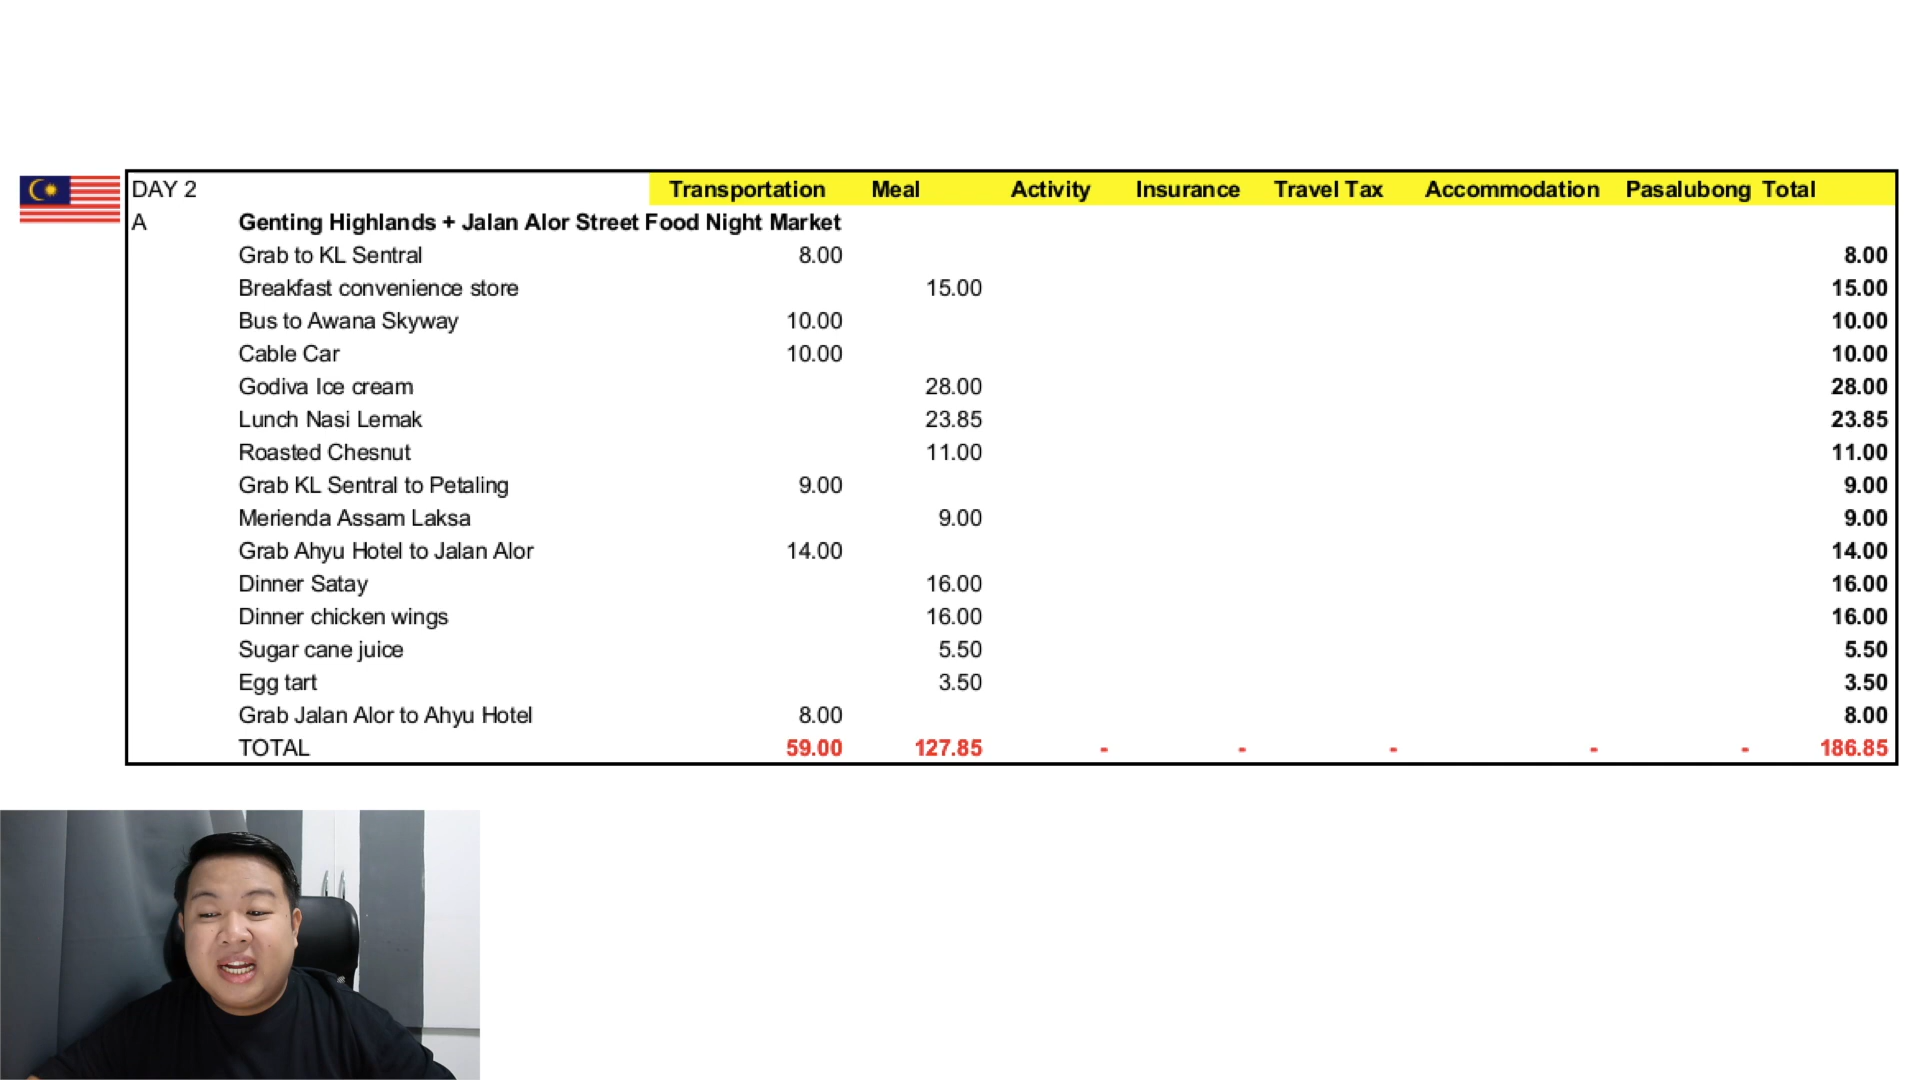 DAY 2 Transportation Meal Activity Insurance Travel Tax Accommodation Pasalubong Total
A Genting Highlands + Jalan Alor Street Food Night Market
Grab to KL Sentral 8.00 8.00
Breakfast convenience store 15.00 15.00
Bus to Awana Skyway 10.00 10.00
Cable Car 10.00 10.00
Godiva Ice cream 28.00 28.00
Lunch Nasi Lemak 23.85 23.85
Roasted Chesnut 11.00 11.00
Grab KL Sentral to Petaling 9.00 9.00
Merienda Assam Laksa 9.00 9.00
Grab Ahyu Hotel to Jalan Alor 14.00 14.00
Dinner Satay 16.00 16.00
Dinner chicken wings 16.00 16.00
Sugar cane juice 5.50 5.50
Egg tart 3.50 3.50
Grab Jalan Alor to Ahyu Hotel 8.00 8.00
TOTAL 59.00 127.85 - - - - - 186.85